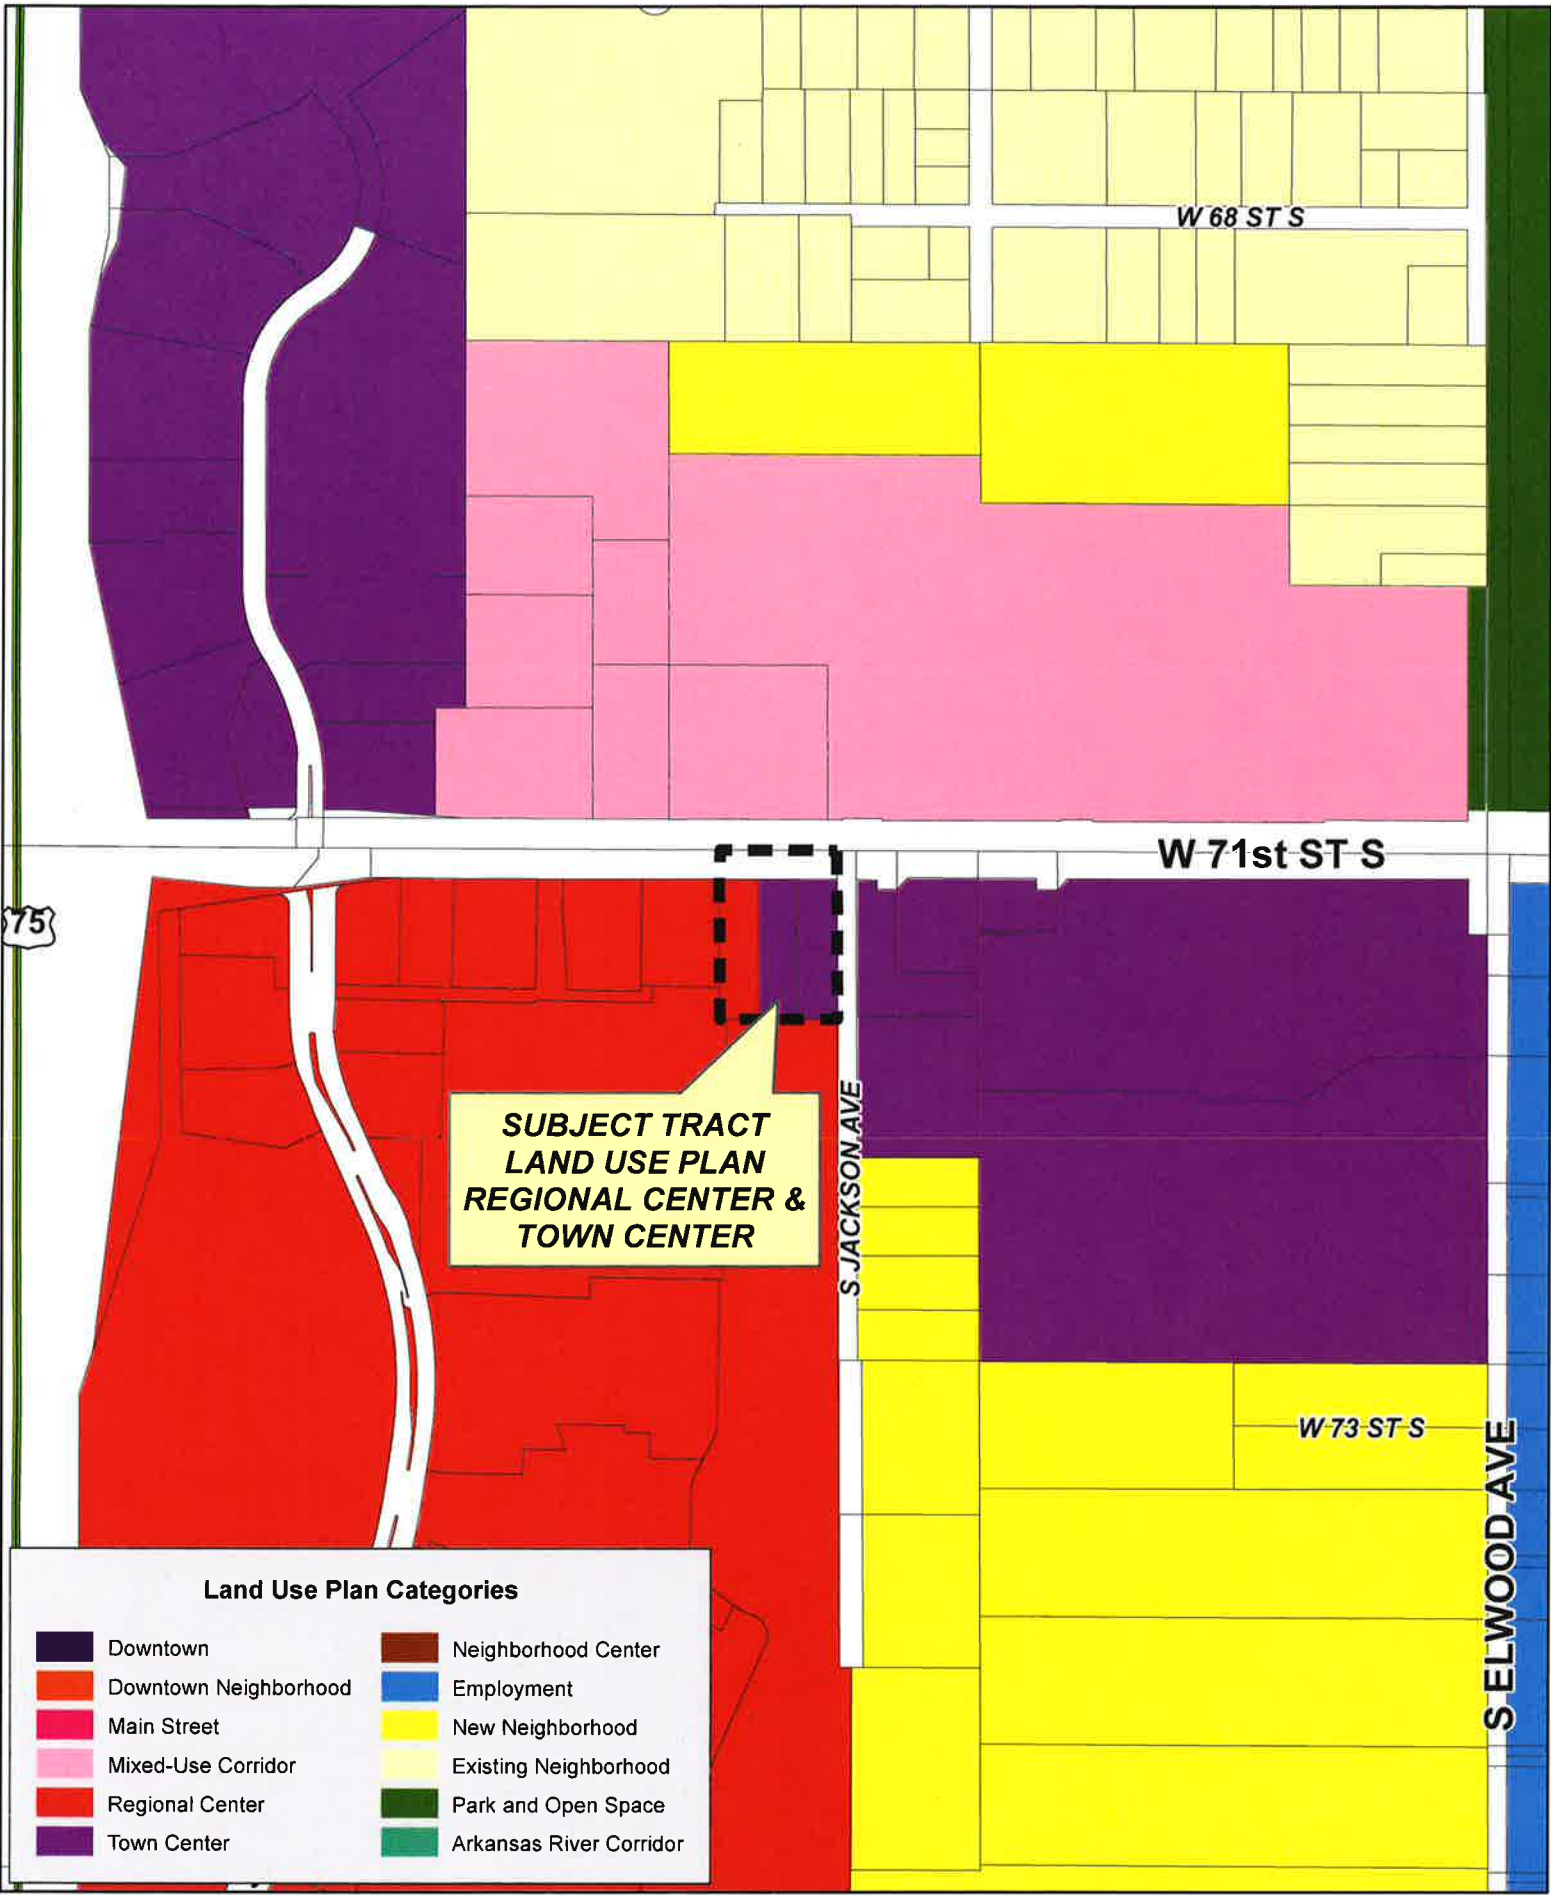 W 68 ST S
W 71st ST S
75
SUBJECT TRACT
LAND USE PLAN
REGIONAL CENTER &
TOWN CENTER
S JACKSON AVE
W 73 ST S
S ELWOOD AVE
Land Use Plan Categories
Downtown
Downtown Neighborhood
Main Street
Mixed-Use Corridor
Regional Center
Town Center
Neighborhood Center
Employment
New Neighborhood
Existing Neighborhood
Park and Open Space
Arkansas River Corridor